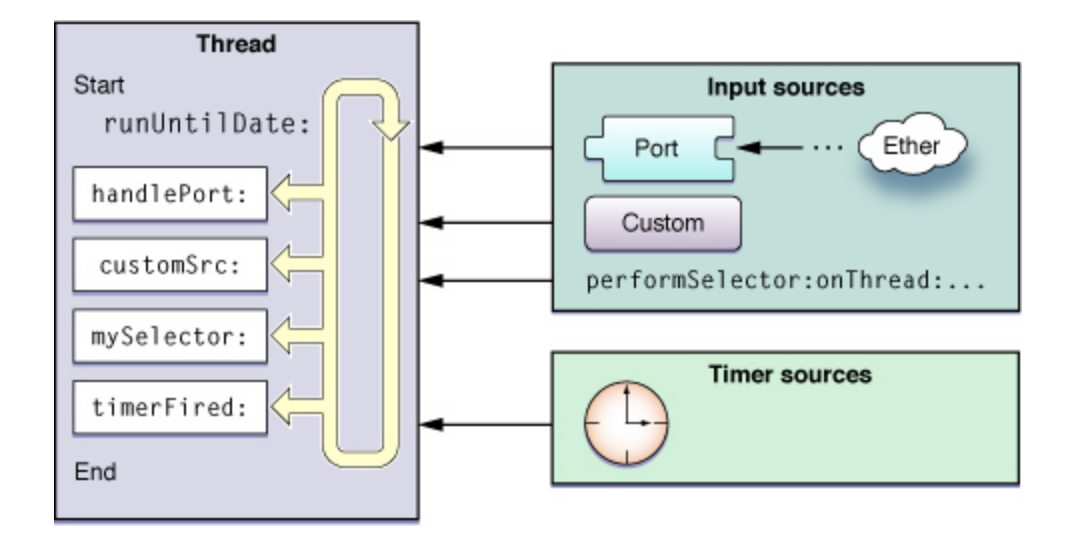 Thread
Start
runUntilDate:
handlePort:
customSrc:
mySelector:
timerFired:
End
Input sources
Port
...
Ether
Custom
performSelector:onThread:...
Timer sources